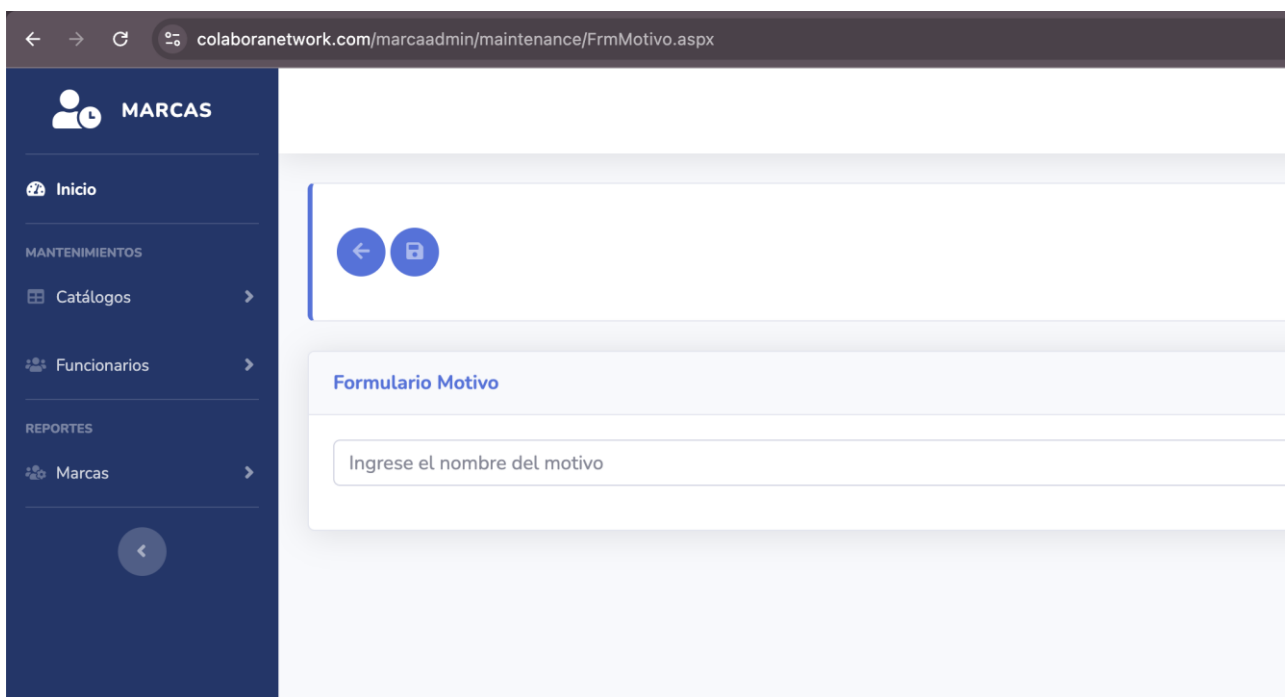 colaboranetwork.com/marcaadmin/maintenance/FrmMotivo.aspx
MARCAS
Inicio
MANTENIMIENTOS
Catálogos
Funcionarios
REPORTES
Marcas
Formulario Motivo
Ingrese el nombre del motivo